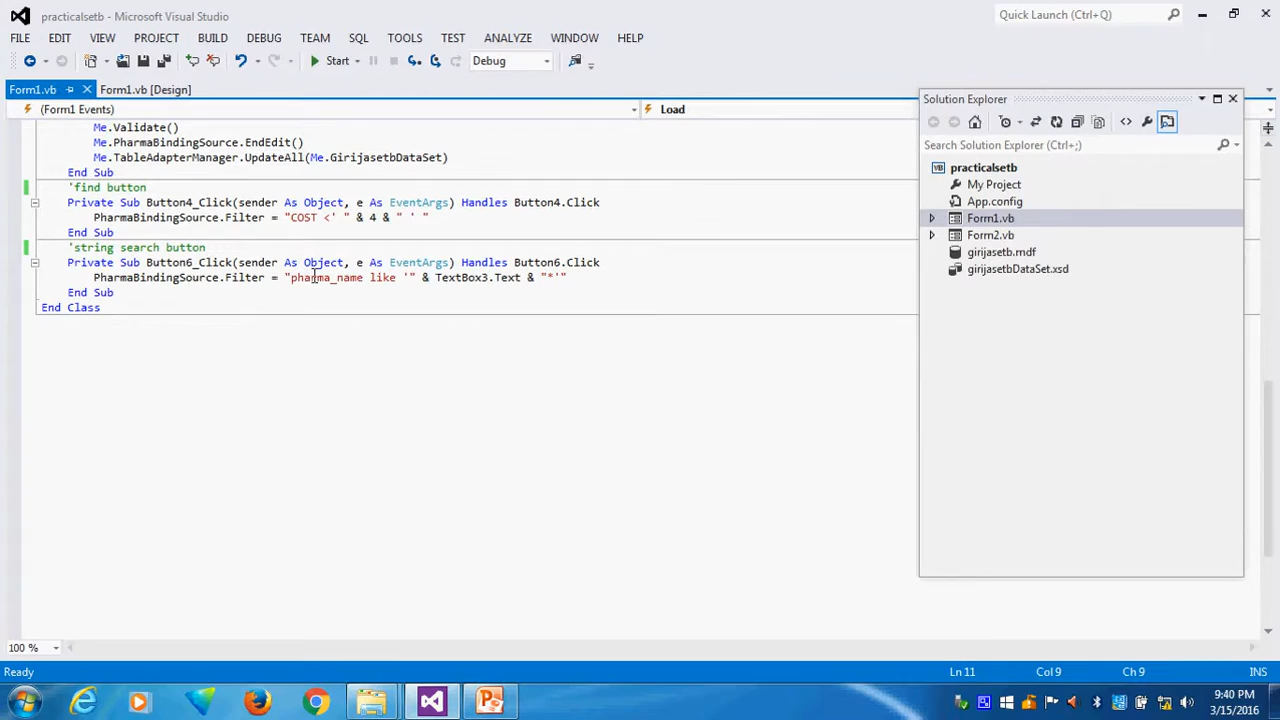 practicalsetb - Microsoft Visual Studio
Quick Launch (Ctrl+Q)
FILE EDIT VIEW PROJECT BUILD DEBUG TEAM SQL TOOLS TEST ANALYZE WINDOW HELP
Start Debug
Form1.vb Form1.vb [Design]
(Form1 Events) Load
Me.Validate()
Me.PharmaBindingSource.EndEdit()
Me.TableAdapterManager.UpdateAll(Me.GirijasetbDataSet)
End Sub
'find button
Private Sub Button4_Click(sender As Object, e As EventArgs) Handles Button4.Click
PharmaBindingSource.Filter = "COST <' " & 4 & " ' "
End Sub
'string search button
Private Sub Button6_Click(sender As Object, e As EventArgs) Handles Button6.Click
PharmaBindingSource.Filter = "pharma_name like '" & TextBox3.Text & "*'"
End Sub
End Class
Solution Explorer
Search Solution Explorer (Ctrl+;)
practicalsetb
My Project
App.config
Form1.vb
Form2.vb
girijasetb.mdf
girijasetbDataSet.xsd
100 %
Ready Ln 11 Col 9 Ch 9 INS
9:40 PM
3/15/2016